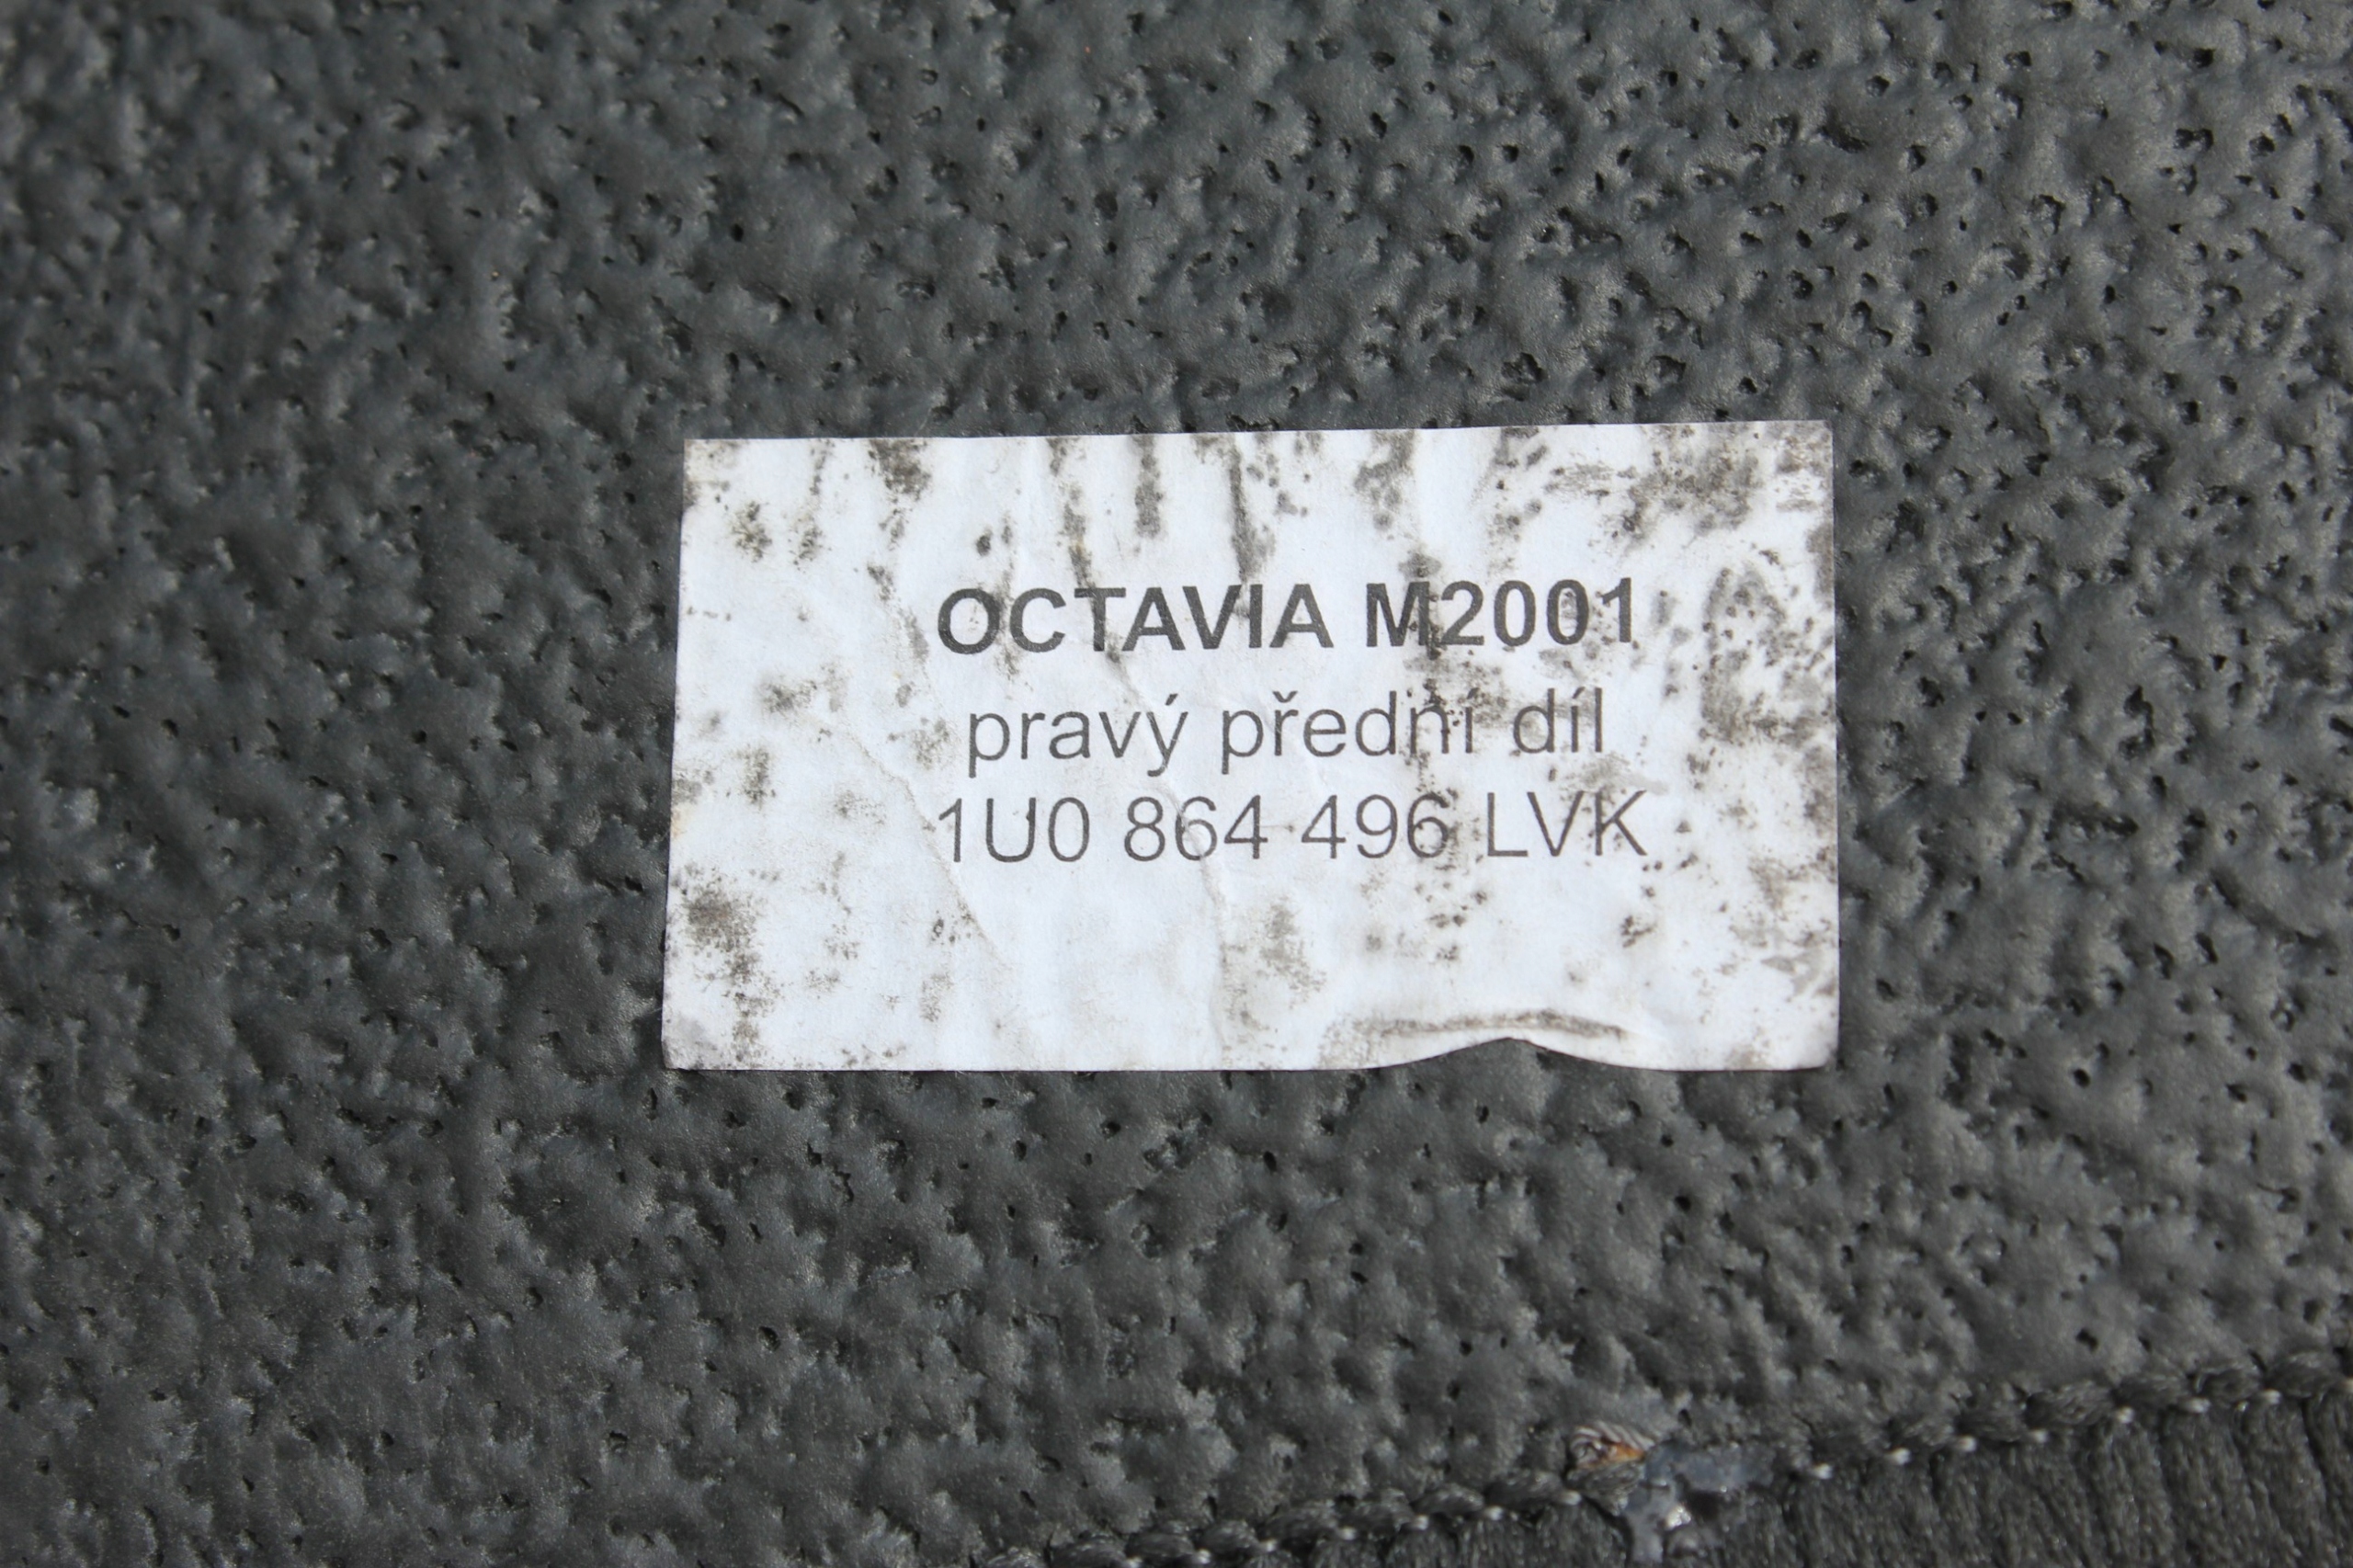 OCTAVIA M2001
pravý přední díl
1U0 864 496 LVK